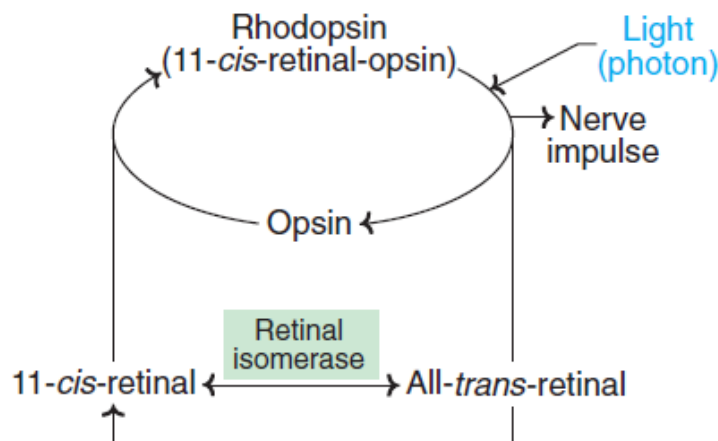 Rhodopsin
(11-cis-retinal-opsin)
Light
(photon)
Nerve
impulse
Opsin
Retinal
isomerase
11-cis-retinal
All-trans-retinal